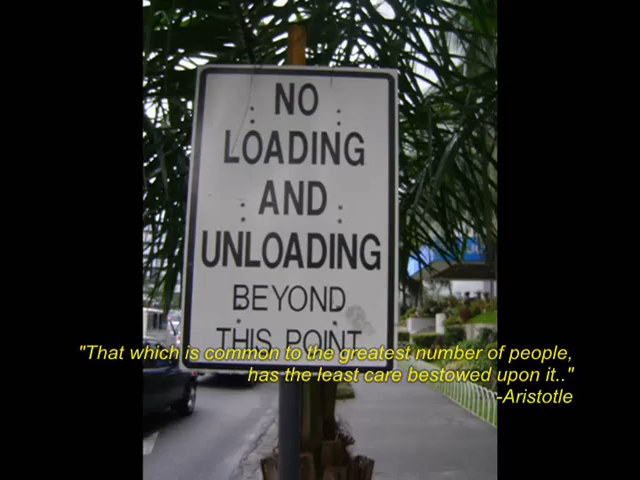 NO
LOADING
AND
UNLOADING
BEYOND
THIS POINT
"That which is common to the greatest number of people,
has the least care bestowed upon it.."
-Aristotle